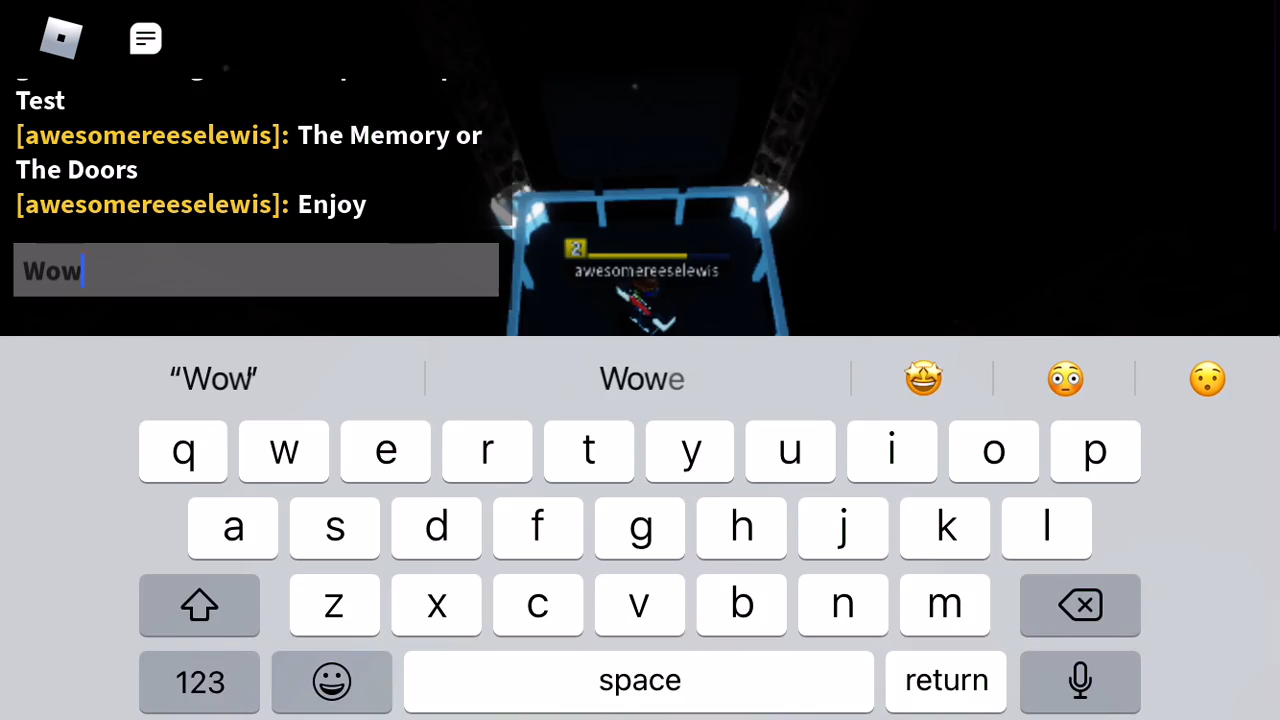 Test
[awesomereeselewis]: The Memory or
The Doors
[awesomereeselewis]: Enjoy
Wow
2
awesomereeselewis
“Wow” Wowe
q w e r t y u i o p
a s d f g h j k l
z x c v b n m
123 space return